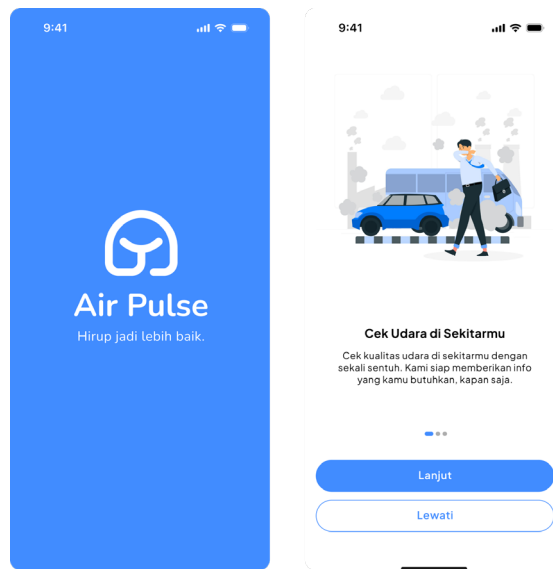 9:41
Air Pulse
Hirup jadi lebih baik.
9:41
Cek Udara di Sekitarmu
Cek kualitas udara di sekitarmu dengan
sekali sentuh. Kami siap memberikan info
yang kamu butuhkan, kapan saja.
Lanjut
Lewati